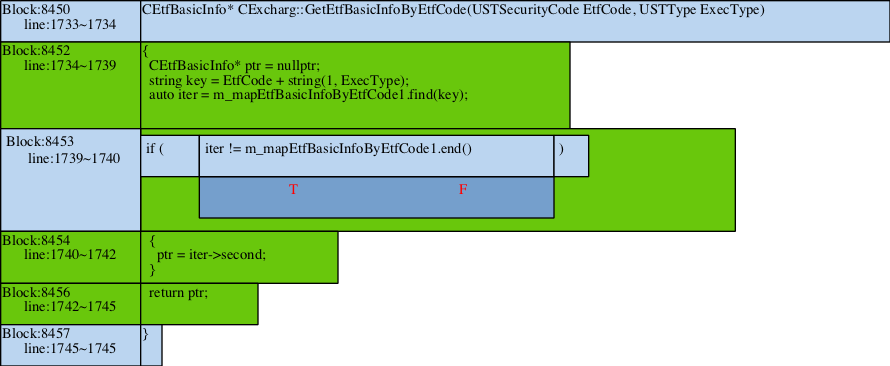 Block:8450 CEtfBasicInfo* CExcharg::GetEtfBasicInfoByEtfCode(USTSecurityCode EtfCode, USTType ExecType)
line:1733~1734
Block:8452 {
line:1734~1739 CEtfBasicInfo* ptr = nullptr;
string key = EtfCode + string(1, ExecType);
auto iter = m_mapEtfBasicInfoByEtfCode1.find(key);
Block:8453 if ( iter != m_mapEtfBasicInfoByEtfCode1.end() )
line:1739~1740
T F
Block:8454 {
line:1740~1742 ptr = iter->second;
}
Block:8456 return ptr;
line:1742~1745
Block:8457 }
line:1745~1745